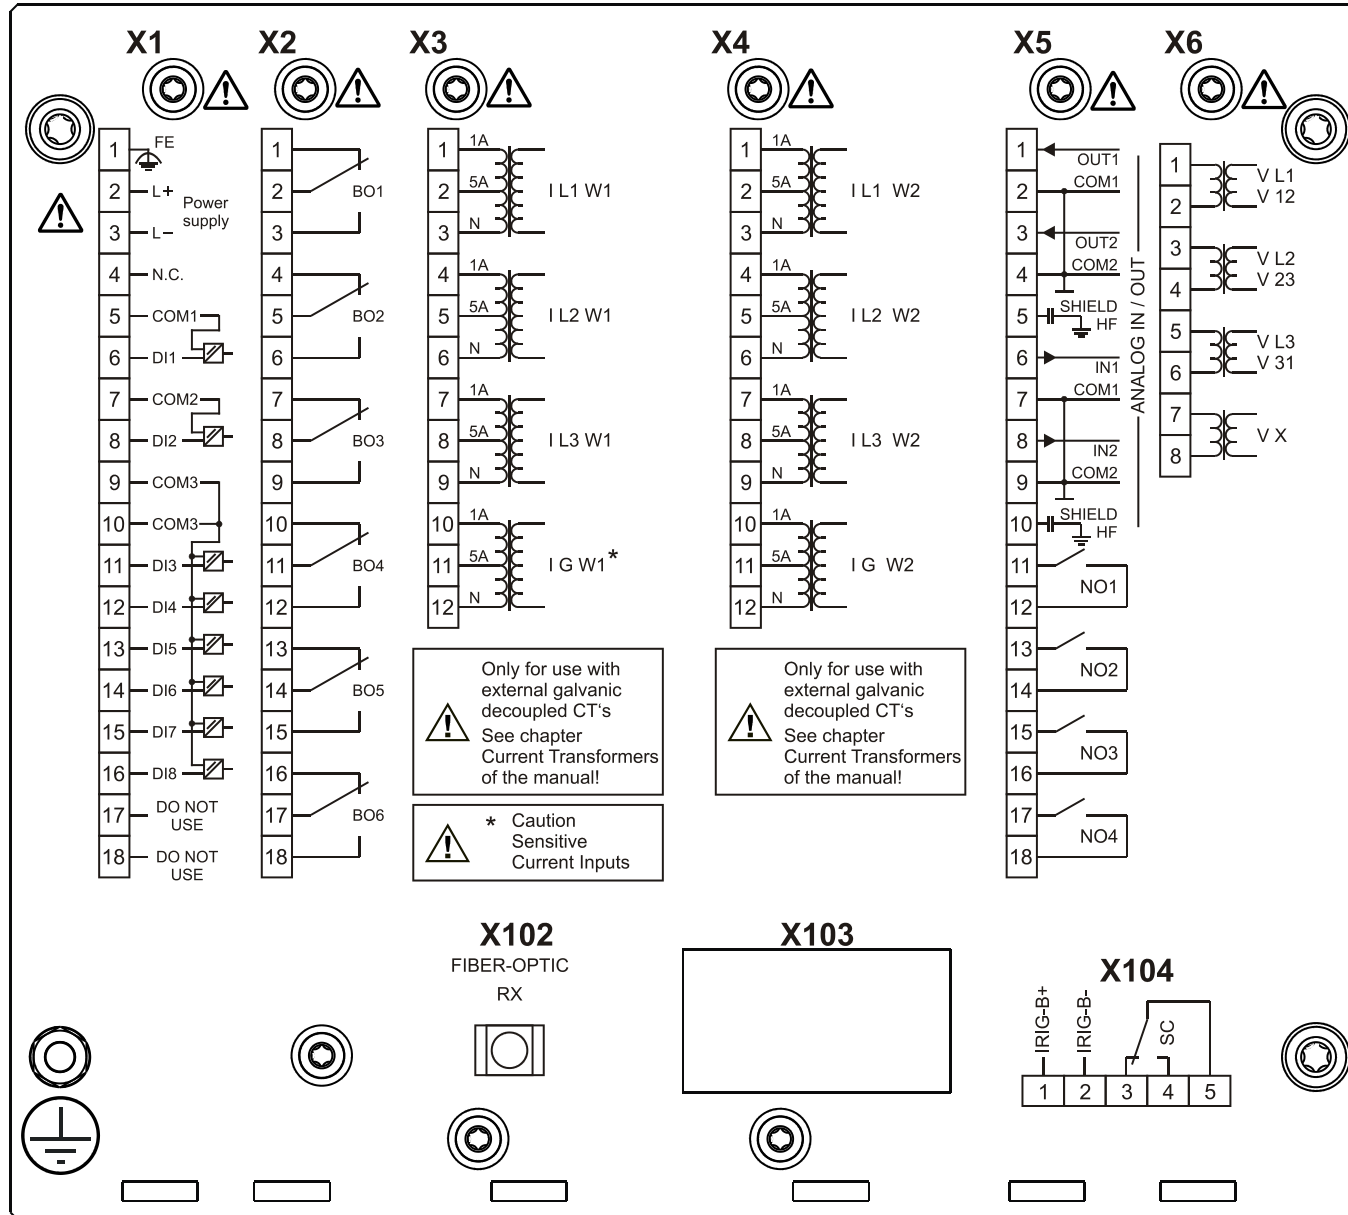 X1
X2
X3
X4
X5
X6
1
FE
2
L+
Power
supply
3
L–
4
N.C.
5
COM1
6
DI1
7
COM2
8
DI2
9
COM3
10
COM3
11
DI3
12
DI4
13
DI5
14
DI6
15
DI7
16
DI8
17
DO NOT
USE
18
DO NOT
USE
1
2
BO1
3
4
5
BO2
6
7
8
BO3
9
10
11
BO4
12
13
14
BO5
15
16
17
BO6
18
1
1A
2
5A
I L1 W1
3
N
4
1A
5
5A
I L2 W1
6
N
7
1A
8
5A
I L3 W1
9
N
10
1A
11
5A
I G W1*
12
N
Only for use with
external galvanic
decoupled CT's
See chapter
Current Transformers
of the manual!
* Caution
Sensitive
Current Inputs
1
1A
2
5A
I L1 W2
3
N
4
1A
5
5A
I L2 W2
6
N
7
1A
8
5A
I L3 W2
9
N
10
1A
11
5A
I G W2
12
N
Only for use with
external galvanic
decoupled CT's
See chapter
Current Transformers
of the manual!
1
OUT1
2
COM1
3
OUT2
4
COM2
5
SHIELD
HF
6
IN1
7
COM1
8
IN2
9
COM2
10
SHIELD
HF
ANALOG IN / OUT
11
NO1
12
13
NO2
14
15
NO3
16
17
NO4
18
1
V L1
2
V 12
3
V L2
4
V 23
5
V L3
6
V 31
7
V X
8
X102
FIBER-OPTIC
RX
X103
X104
IRIG-B+
IRIG-B-
SC
1
2
3
4
5